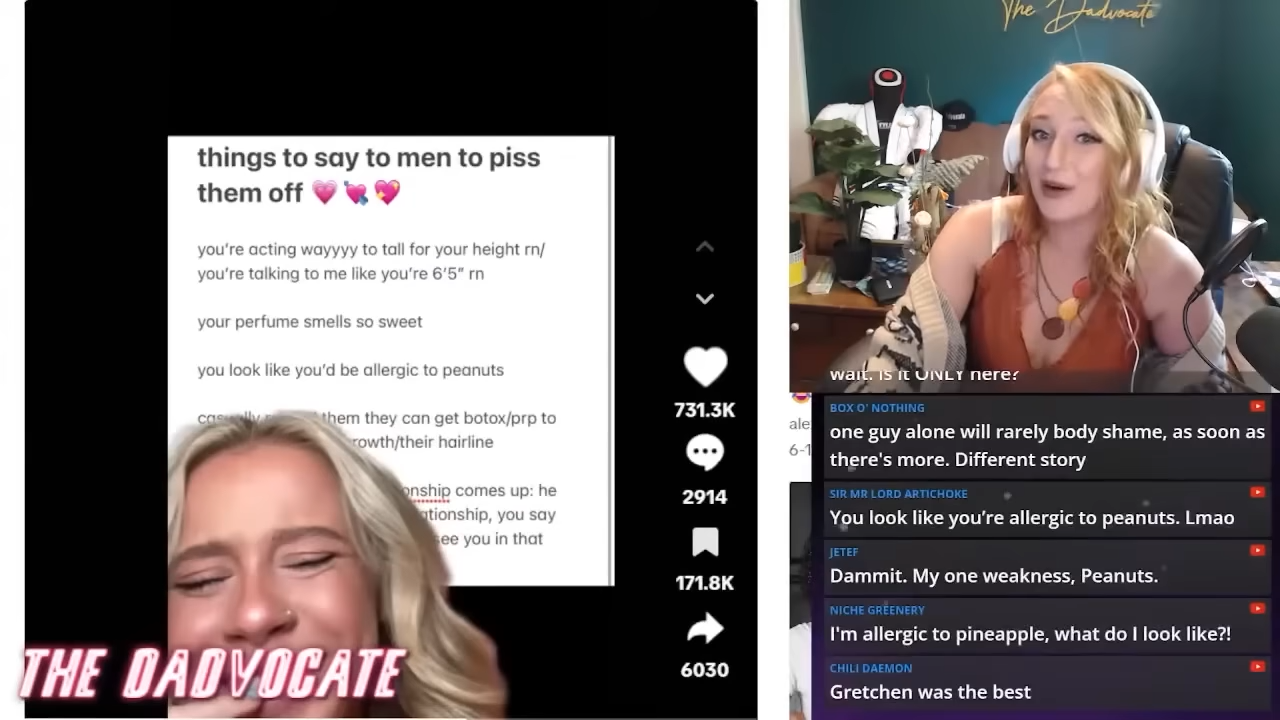 things to say to men to piss
them off 💗💘💖
you're acting wayyyy to tall for your height rn/
you're talking to me like you're 6'5" rn
your perfume smells so sweet
you look like you'd be allergic to peanuts
them they can get botox/prp to
rowth/their hairline
onship comes up: he
ationship, you say
see you in that
731.3K
2914
171.8K
6030
THE DADVOCATE
The Dadvocate
wait. Is it ONLY here?
ale
6-1
BOX O' NOTHING
one guy alone will rarely body shame, as soon as
there's more. Different story
SIR MR LORD ARTICHOKE
You look like you're allergic to peanuts. Lmao
JETEF
Dammit. My one weakness, Peanuts.
NICHE GREENERY
I'm allergic to pineapple, what do I look like?!
CHILI DAEMON
Gretchen was the best